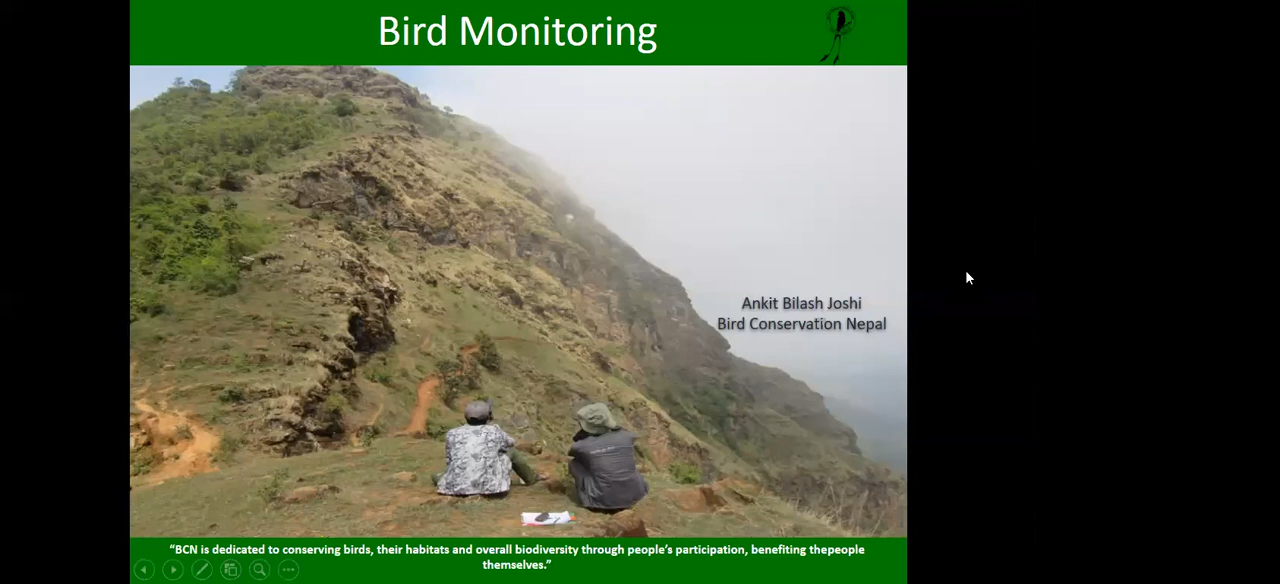 Bird Monitoring
Ankit Bilash Joshi
Bird Conservation Nepal
“BCN is dedicated to conserving birds, their habitats and overall biodiversity through people’s participation, benefiting thepeople
themselves.”